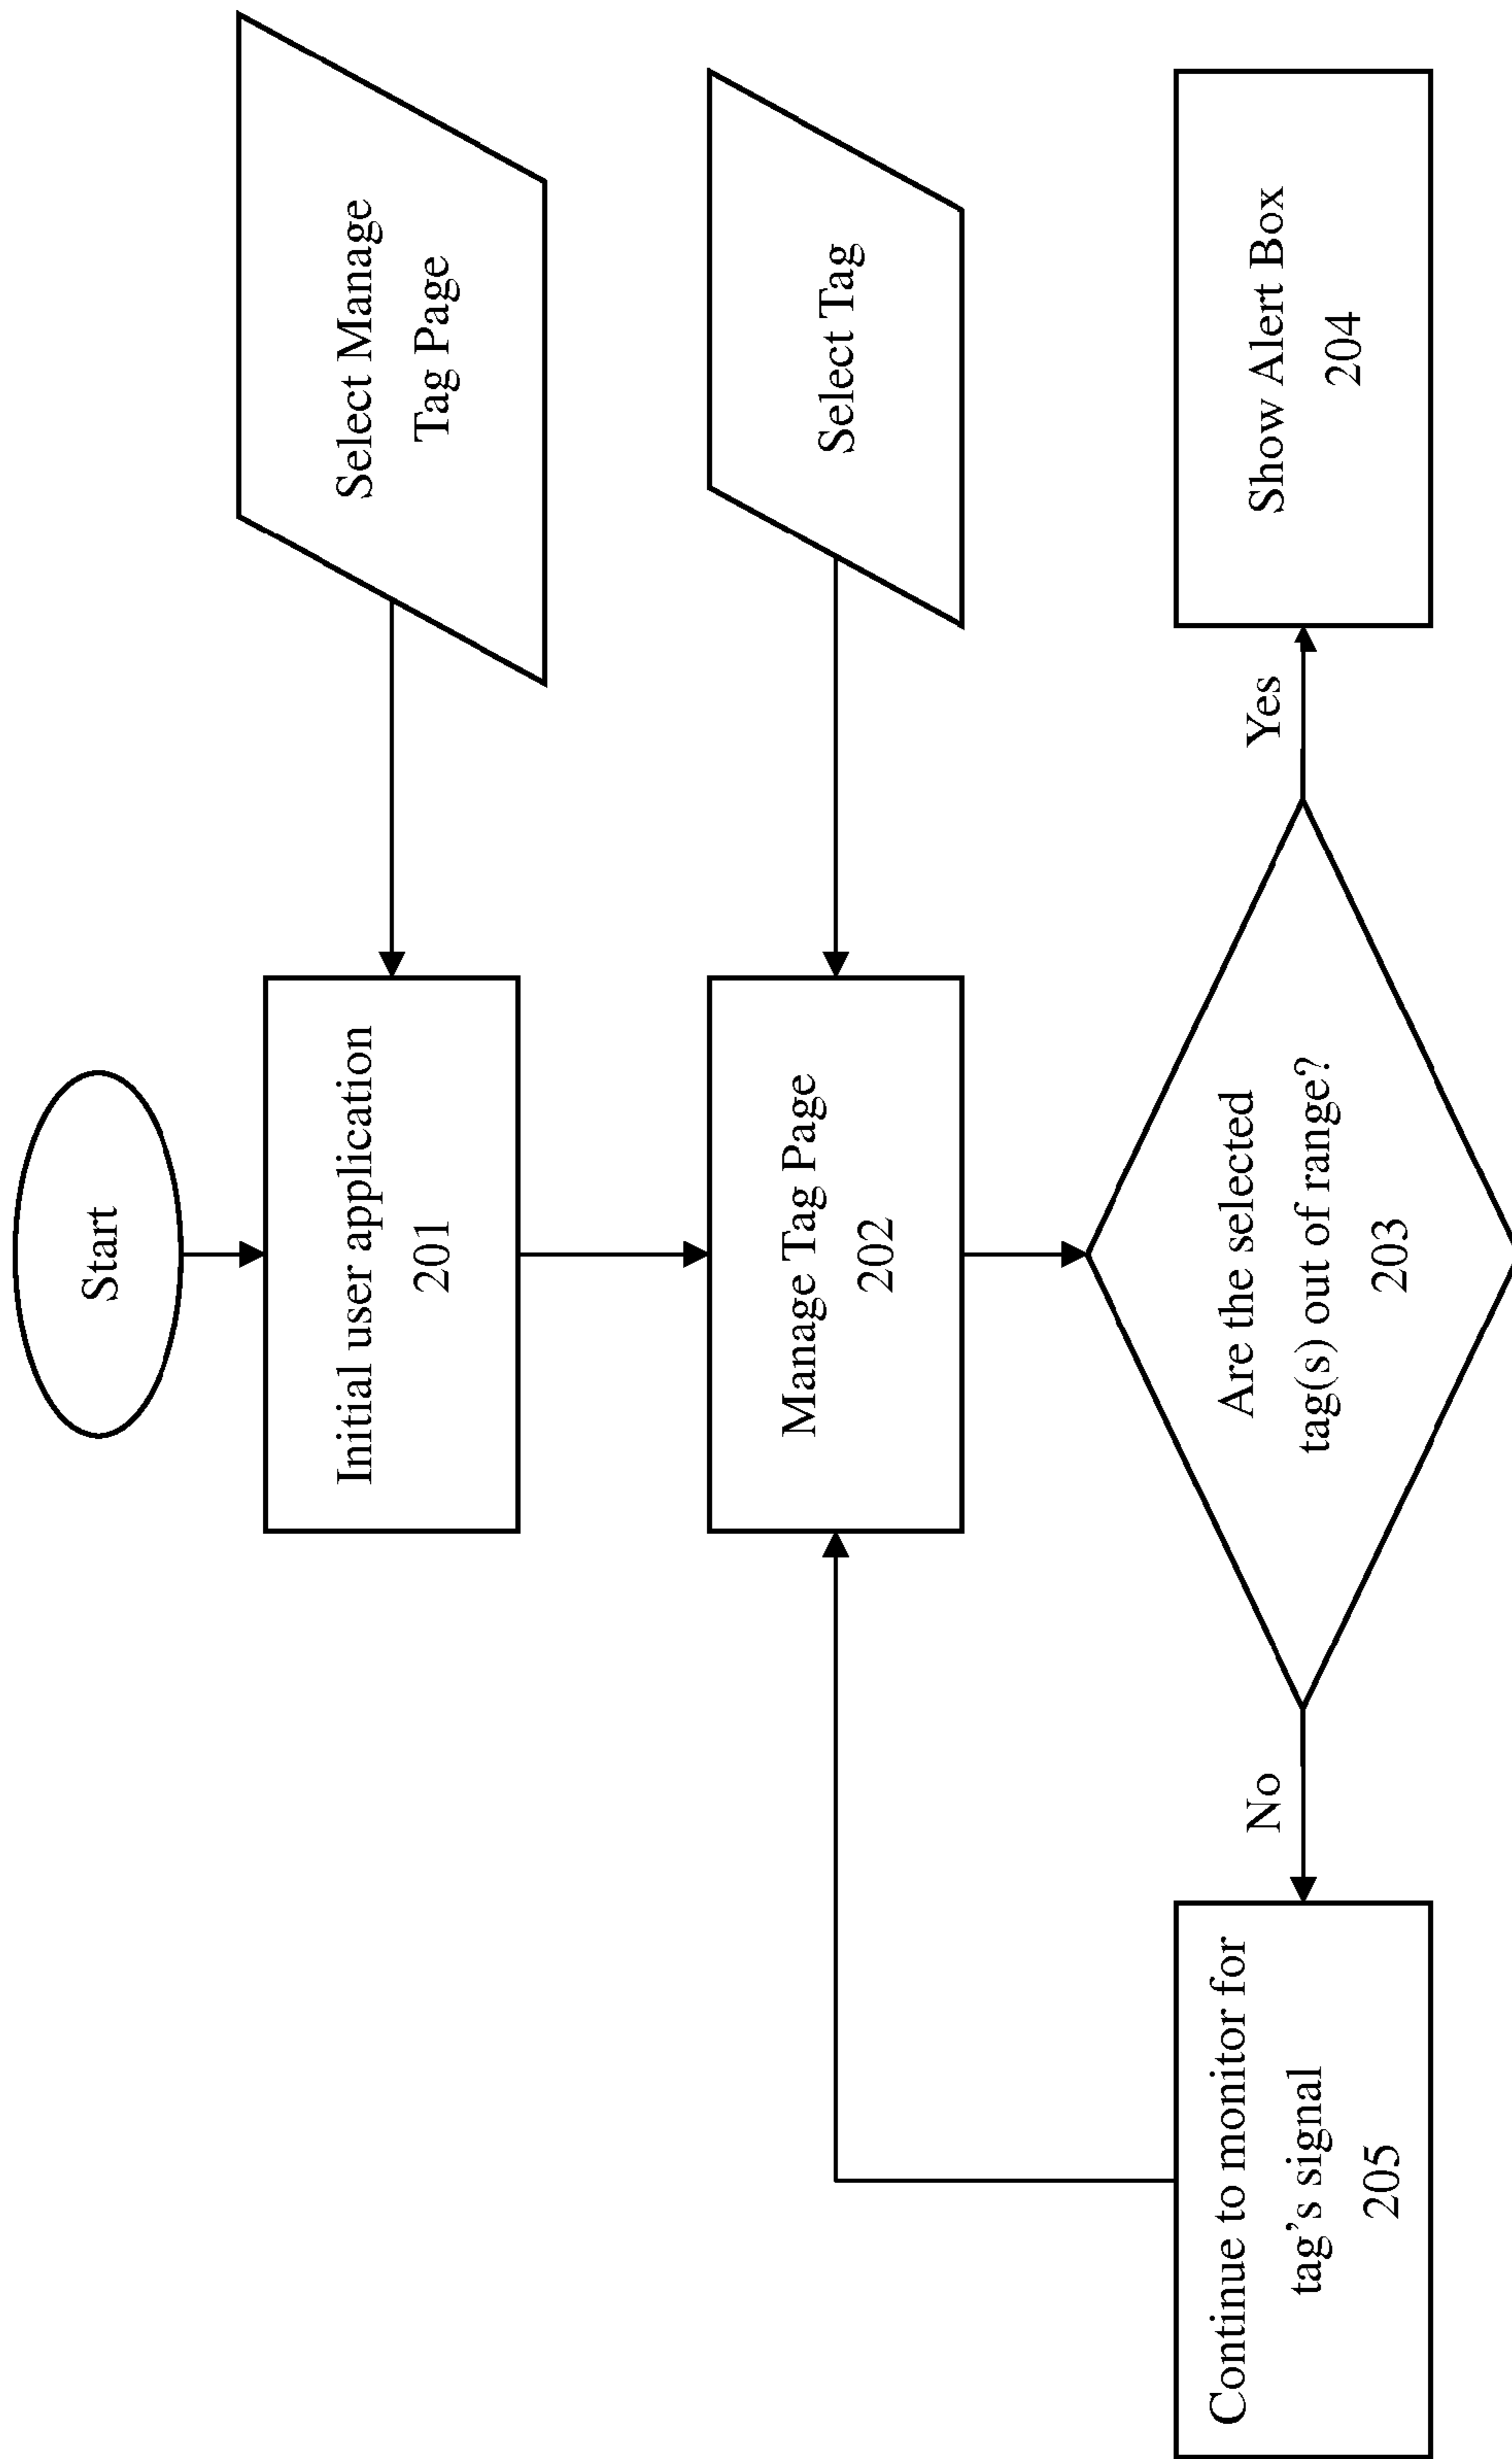 Start
Select Manage
Tag Page
Initial user application
201
Select Tag
Manage Tag Page
202
Are the selected
tag(s) out of range?
203
Yes
Show Alert Box
204
No
Continue to monitor for
tag’s signal
205